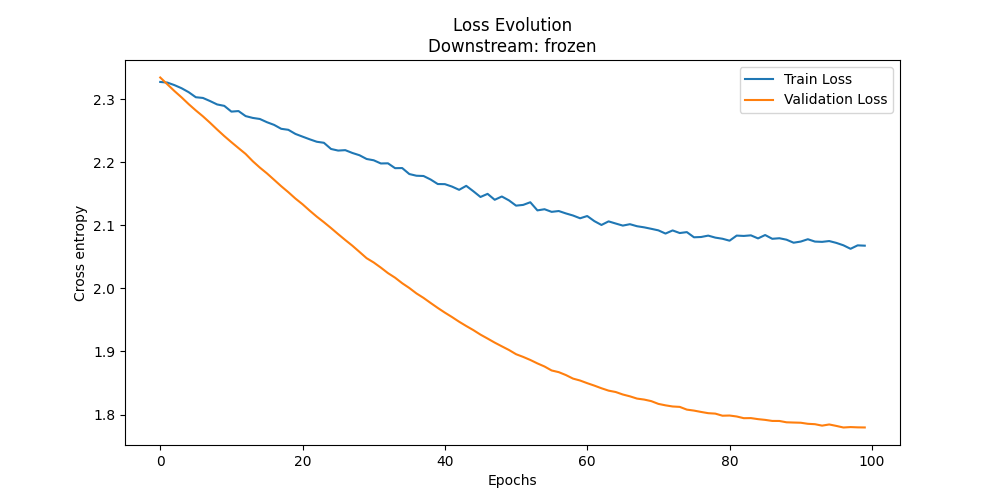 Loss Evolution
Downstream: frozen
Train Loss
Validation Loss
Cross entropy
2.3
2.2
2.1
2.0
1.9
1.8
0 20 40 60 80 100
Epochs